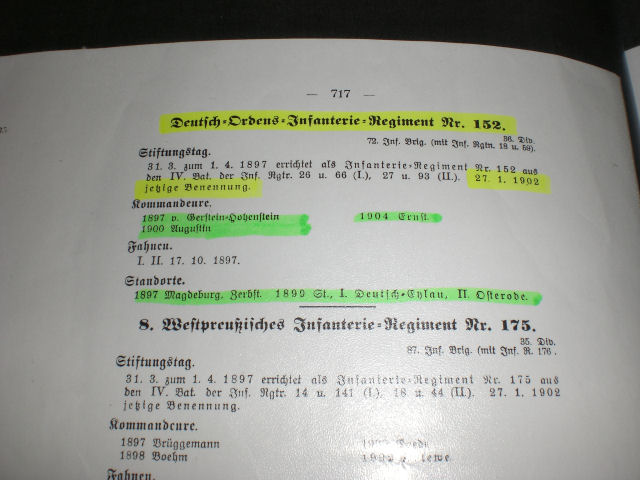 — 717 —
Deutsch-Ordens-Infanterie-Regiment Nr. 152.
36. Div.
72. Inf. Brig. (mit Inf. Rgtn. 18 u. 59).
Stiftungstag.
31. 3. zum 1. 4. 1897 errichtet als Infanterie-Regiment Nr. 152 aus
den IV. Bat. der Inf. Rgtr. 26 u. 66 (I.), 27 u. 93 (II.). 27. 1. 1902
jetzige Benennung.
Kommandeure.
1897 v. Gerstein-Hohenstein 1904 Ernst.
1900 Augustin
Fahnen.
I. II. 17. 10. 1897.
Standorte.
1897 Magdeburg, Zerbst. 1899 St., I. Deutsch-Eylau, II. Osterode.
8. Westpreußisches Infanterie-Regiment Nr. 175.
35. Div.
87. Inf. Brig. (mit Inf. R. 176.
Stiftungstag.
31. 3. zum 1. 4. 1897 errichtet als Infanterie-Regiment Nr. 175 aus
den IV. Bat. der Inf. Rgtr. 14 u. 141 (I.), 18 u. 44 (II.). 27. 1. 1902
jetzige Benennung.
Kommandeure.
1897 Brüggemann
1898 Boehm
Fahnen.